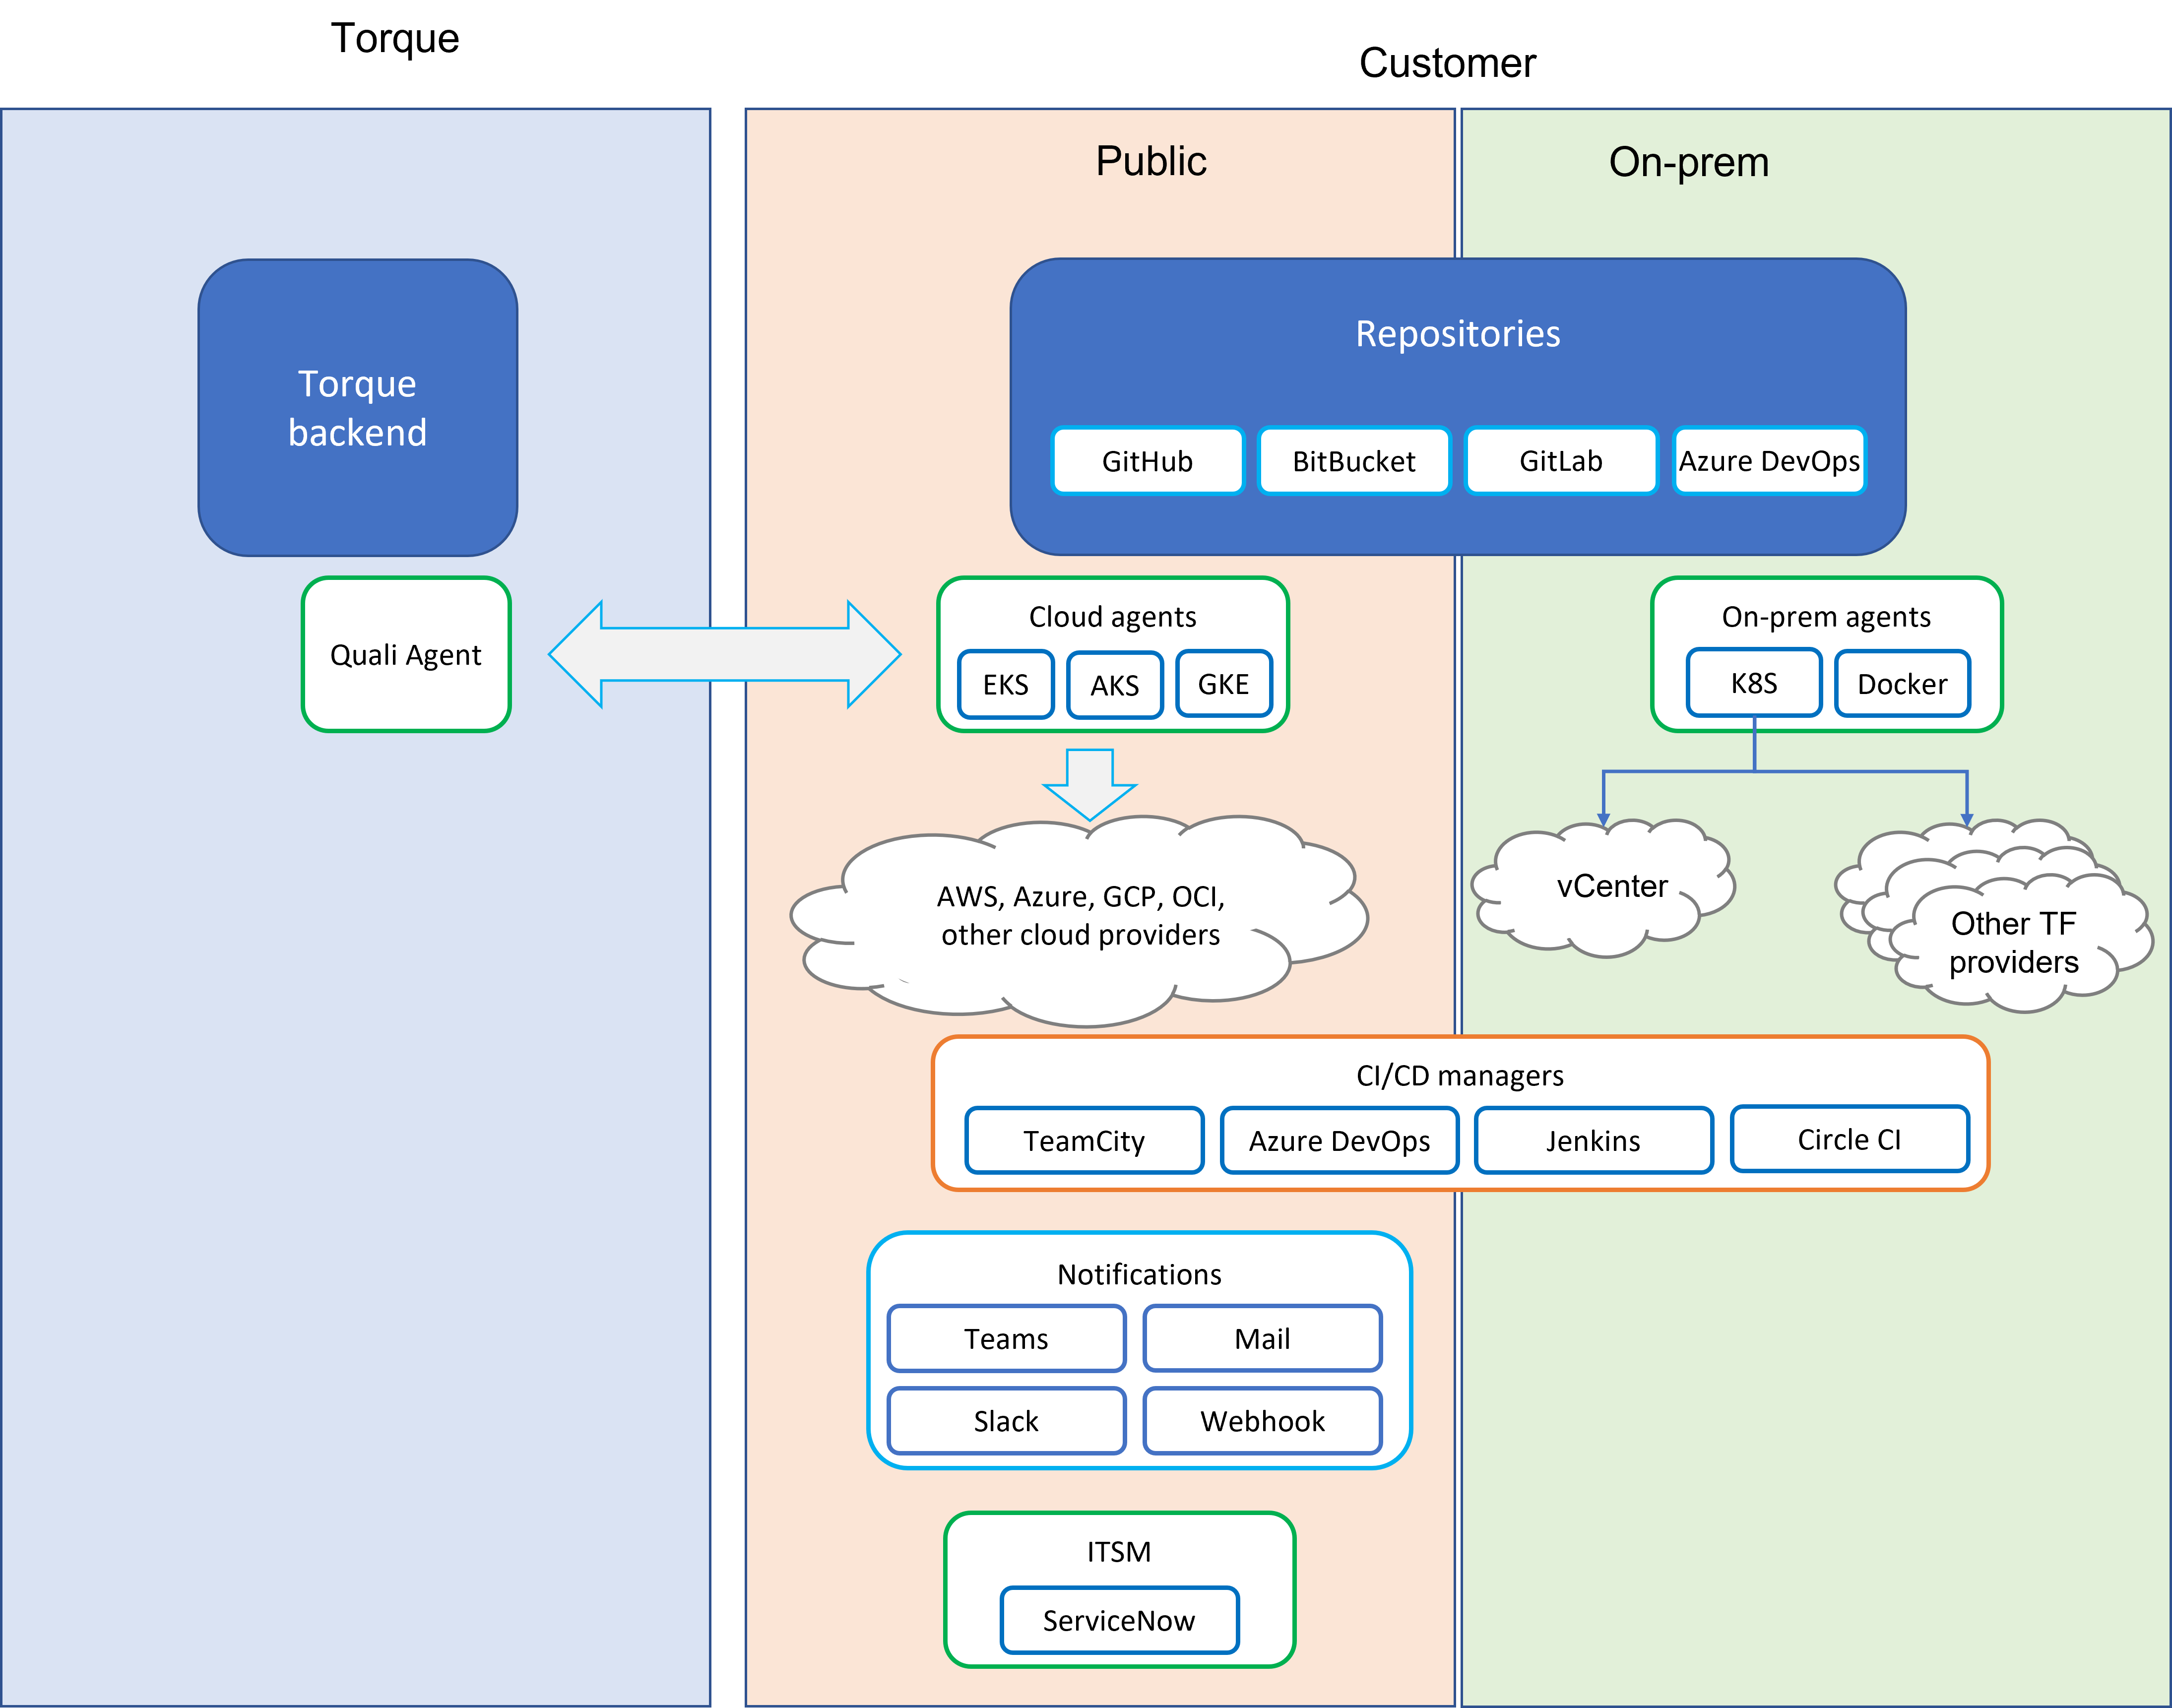 Torque
Customer
Public
On-prem
Torque
backend
Repositories
GitHub
BitBucket
GitLab
Azure DevOps
Quali Agent
Cloud agents
EKS
AKS
GKE
On-prem agents
K8S
Docker
AWS, Azure, GCP, OCI,
other cloud providers
vCenter
Other TF
providers
CI/CD managers
TeamCity
Azure DevOps
Jenkins
Circle CI
Notifications
Teams
Mail
Slack
Webhook
ITSM
ServiceNow